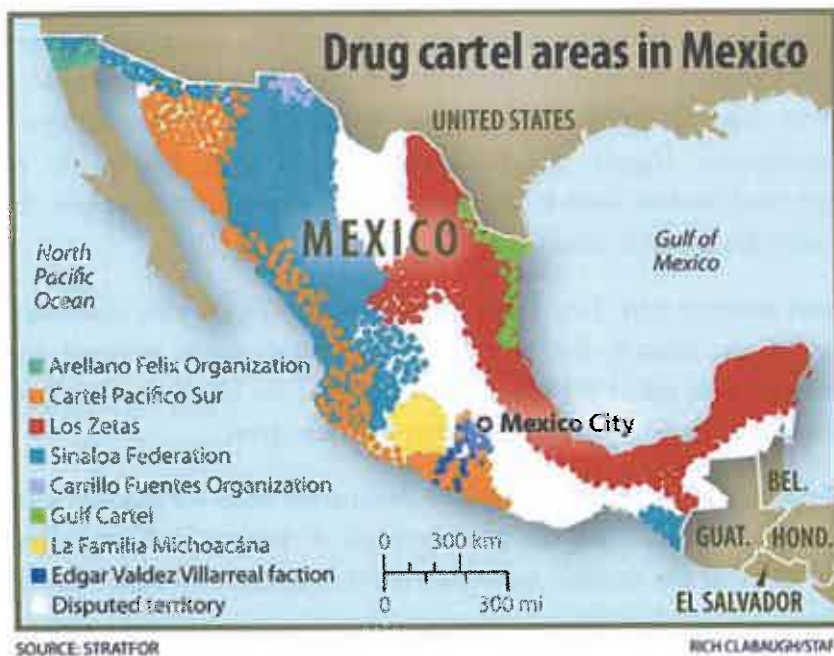 Drug cartel areas in Mexico
UNITED STATES
MEXICO
North
Pacific
Ocean
Gulf of
Mexico
Arellano Felix Organization
Cartel Pacifico Sur
Los Zetas
Mexico City
Sinaloa Federation
Carrillo Fuentes Organization
Gulf Cartel
La Familia Michoacána
Edgar Valdez Villarreal faction
Disputed territory
0 300 km
0 300 mi
BEL.
GUAT. HOND.
EL SALVADOR
SOURCE: STRATFOR
RICH CLABAUGH/STAF